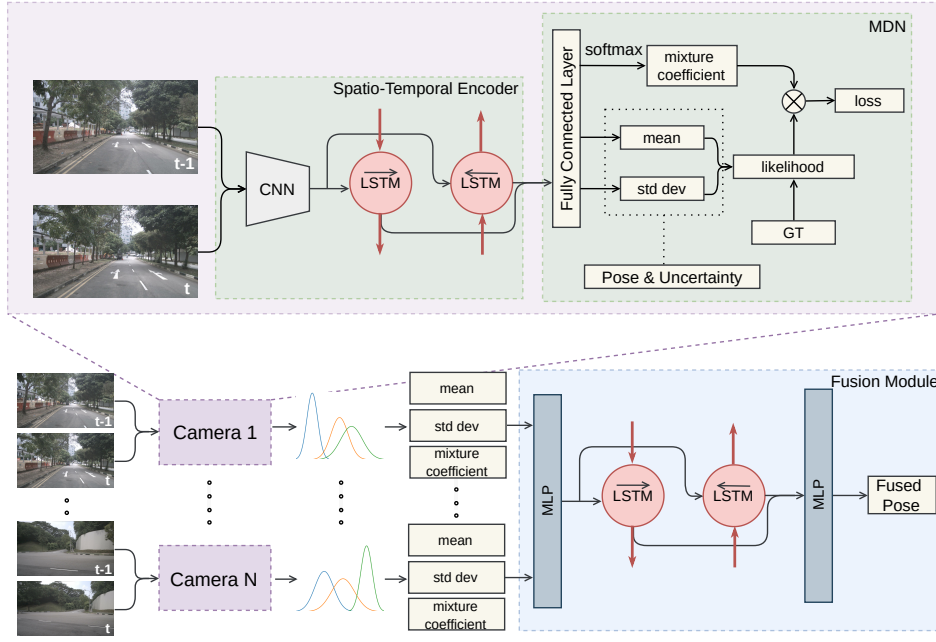 MDN
softmax
mixture
coefficient
loss
Spatio-Temporal Encoder
Fully Connected Layer
t-1
CNN
LSTM
LSTM
mean
std dev
likelihood
t
GT
Pose & Uncertainty
t-1
t
Camera 1
mean
std dev
mixture
coefficient
Fusion Module
MLP
LSTM
LSTM
MLP
Fused
Pose
t-1
t
Camera N
mean
std dev
mixture
coefficient